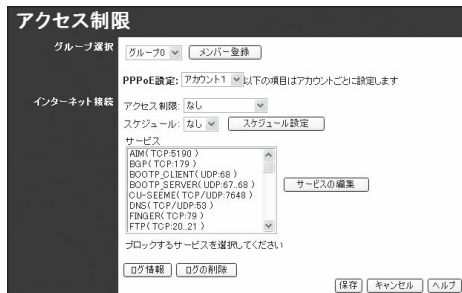 アクセス制限
グループ選択 グループ0 メンバー登録
PPPoE設定: アカウント1 以下の項目はアカウントごとに設定します
インターネット接続 アクセス制限: なし
スケジュール: なし スケジュール設定
サービス
AIM(TCP:5190)
BGP(TCP:179)
BOOTP_CLIENT(UDP:68)
BOOTP_SERVER(UDP:67..68)
CU-SEEME(TCP/UDP:7648)
DNS(TCP/UDP:53)
FINGER(TCP:79)
FTP(TCP:20..21)
サービスの編集
ブロックするサービスを選択してください
ログ情報 ログの削除
保存 キャンセル ヘルプ